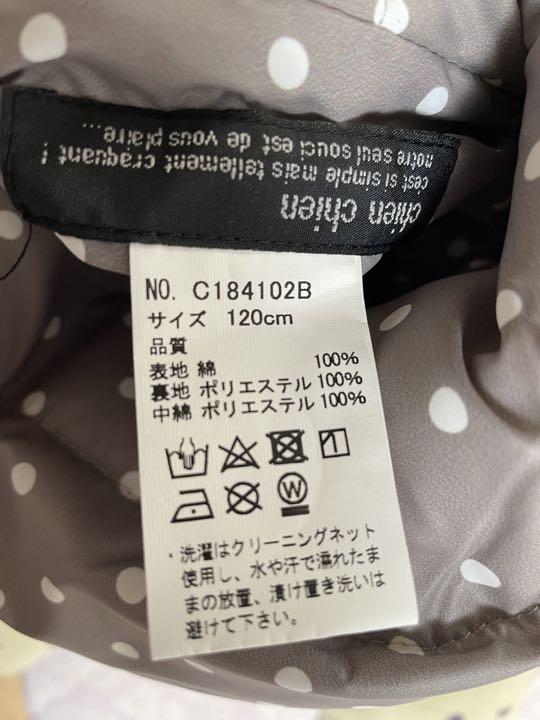 chien chien
c'est si simple mais tellement craquant !
notre seul souci est de vous plaire...
NO. C184102B
サイズ 120cm
品質
表地 綿 100%
裏地 ポリエステル 100%
中綿 ポリエステル 100%
W
・洗濯はクリーニングネット
使用し、水や汗で濡れたま
まの放置、漬け置き洗いは
避けて下さい。